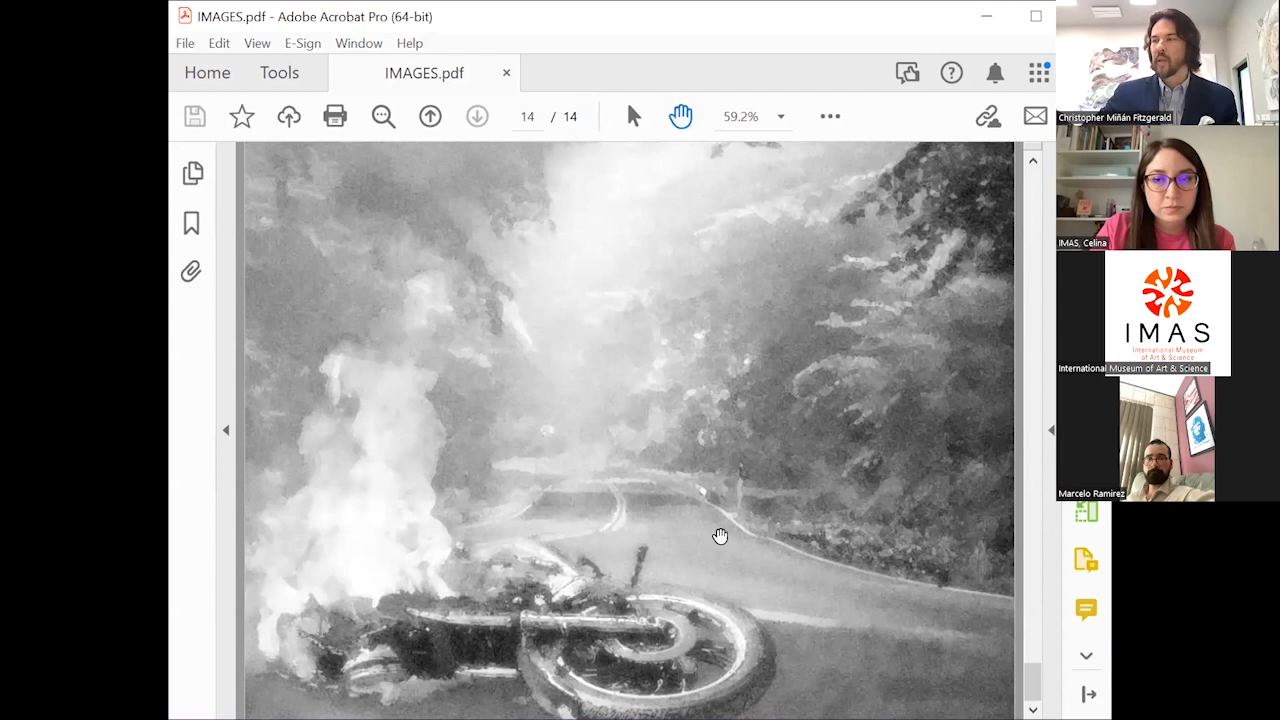 IMAGES.pdf - Adobe Acrobat Pro (64-bit)
File Edit View E-Sign Window Help
Home Tools IMAGES.pdf
14 / 14 59.2%
Christopher Miñán Fitzgerald
IMAS, Celina
IMAS
International Museum
of Art & Science
International Museum of Art & Science
Marcelo Ramirez